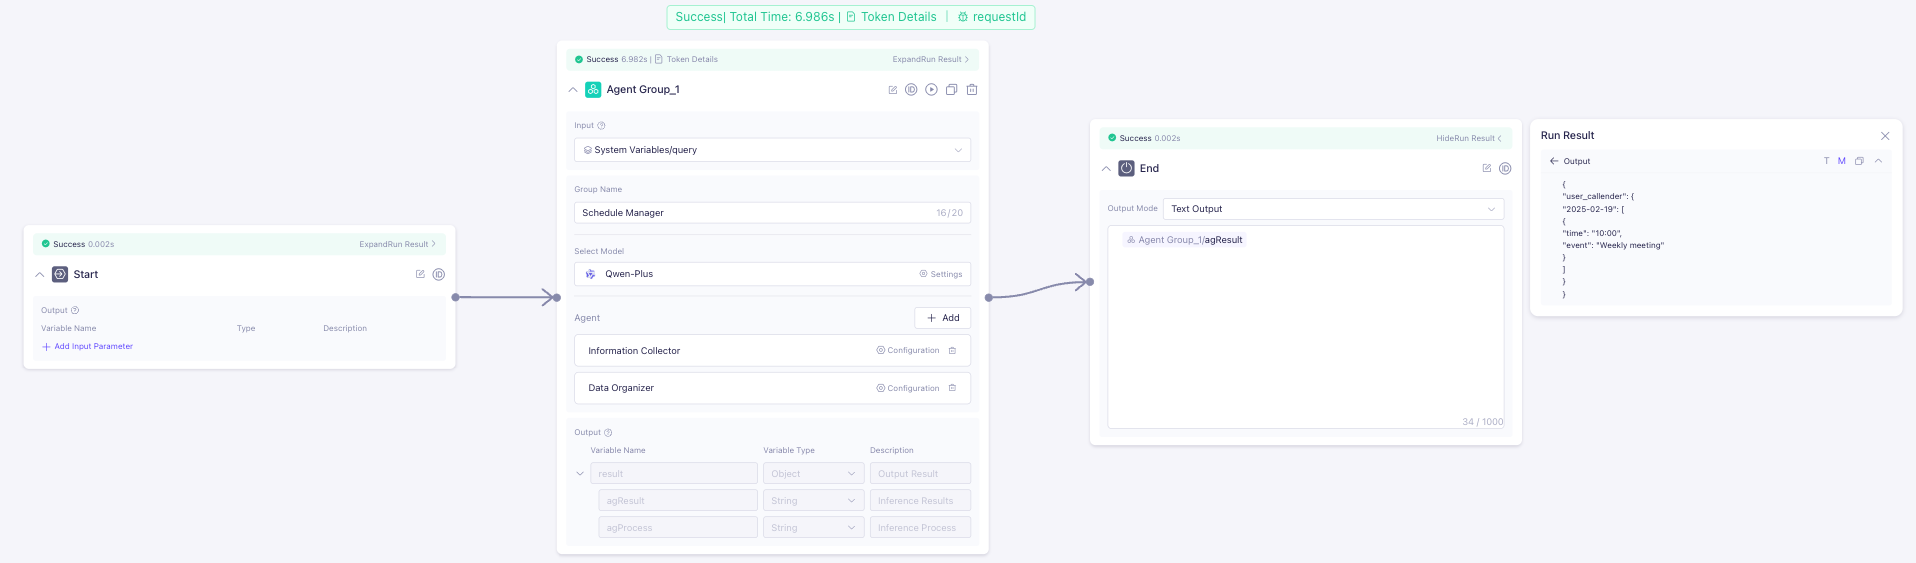 Success| Total Time: 6.986s | Token Details | requestId
Success 0.002s ExpandRun Result
Start
Output
Variable Name Type Description
+ Add Input Parameter
Success 6.982s | Token Details ExpandRun Result
Agent Group_1
Input
System Variables/query
Group Name
Schedule Manager 16/20
Select Model
Qwen-Plus Settings
Agent + Add
Information Collector Configuration
Data Organizer Configuration
Output
Variable Name Variable Type Description
result Object Output Result
agResult String Inference Results
agProcess String Inference Process
Success 0.002s HideRun Result
End
Output Mode Text Output
Agent Group_1/agResult
34 / 1000
Run Result
Output T M
{
"user_callender": {
"2025-02-19": [
{
"time": "10:00",
"event": "Weekly meeting"
}
]
}
}